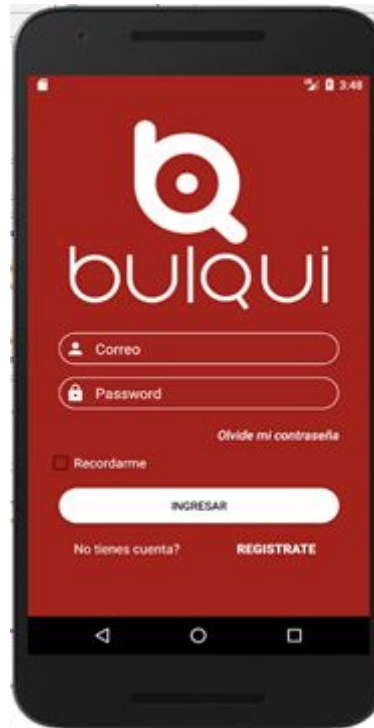 3:48
bulqui
Correo
Password
Olvide mi contraseña
Recordarme
INGRESAR
No tienes cuenta? REGISTRATE